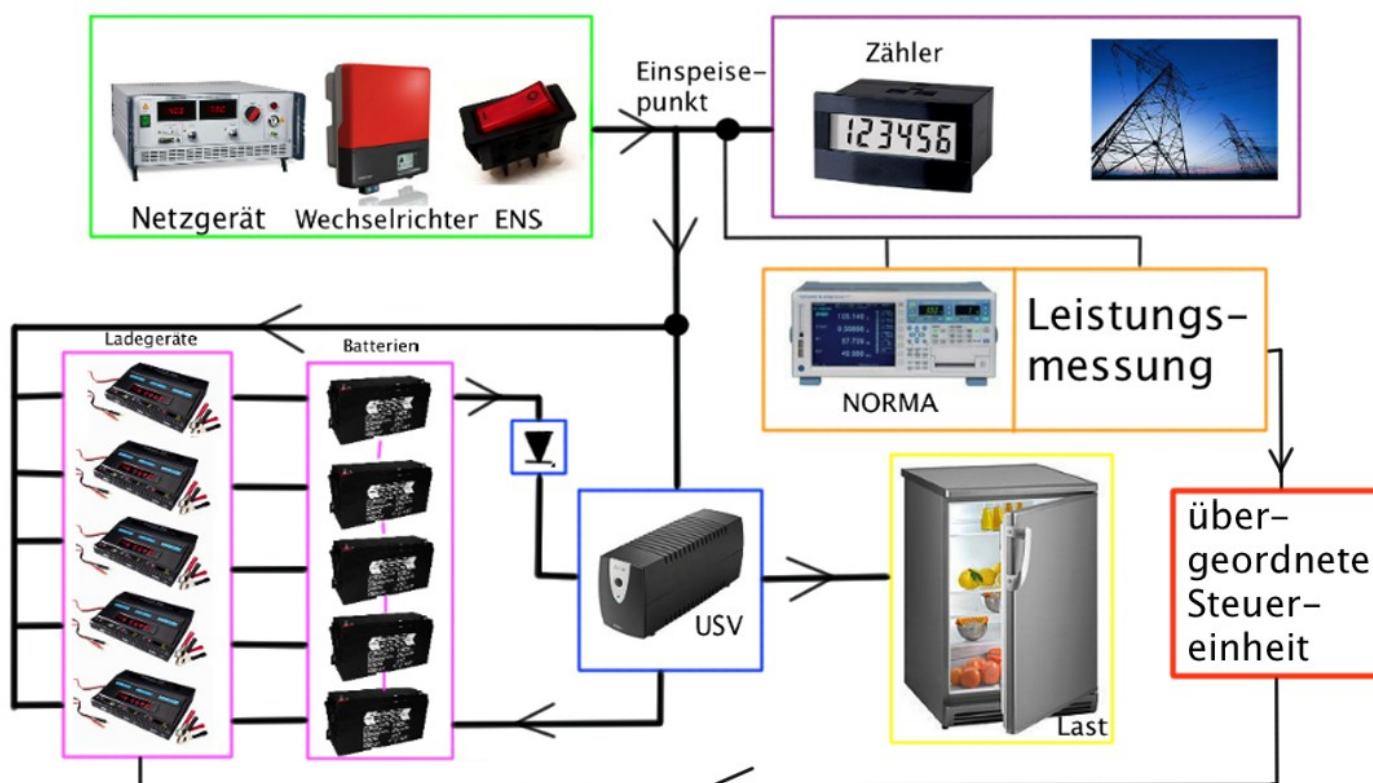 Einspeise-
punkt
Zähler
123456
Netzgerät
Wechselrichter
ENS
Leistungs-
messung
NORMA
Ladegeräte
Batterien
über-
geordnete
Steuer-
einheit
USV
Last